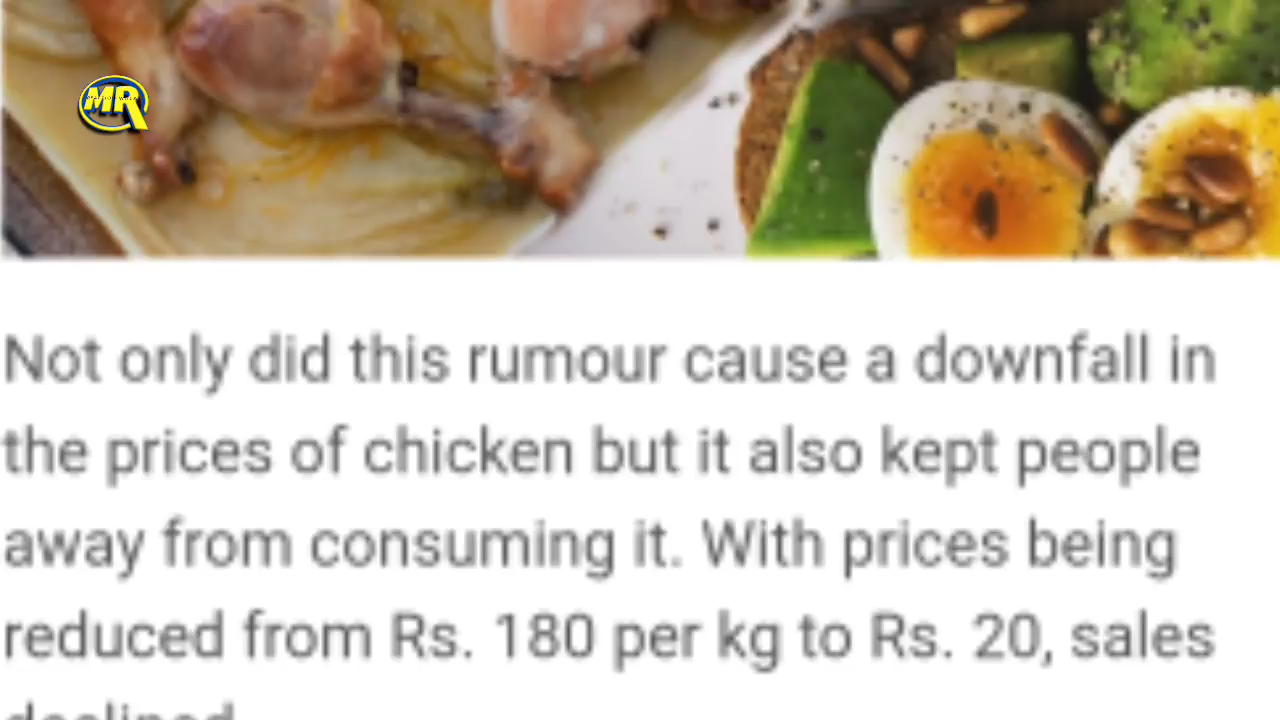 MR
Not only did this rumour cause a downfall in
the prices of chicken but it also kept people
away from consuming it. With prices being
reduced from Rs. 180 per kg to Rs. 20, sales
declined